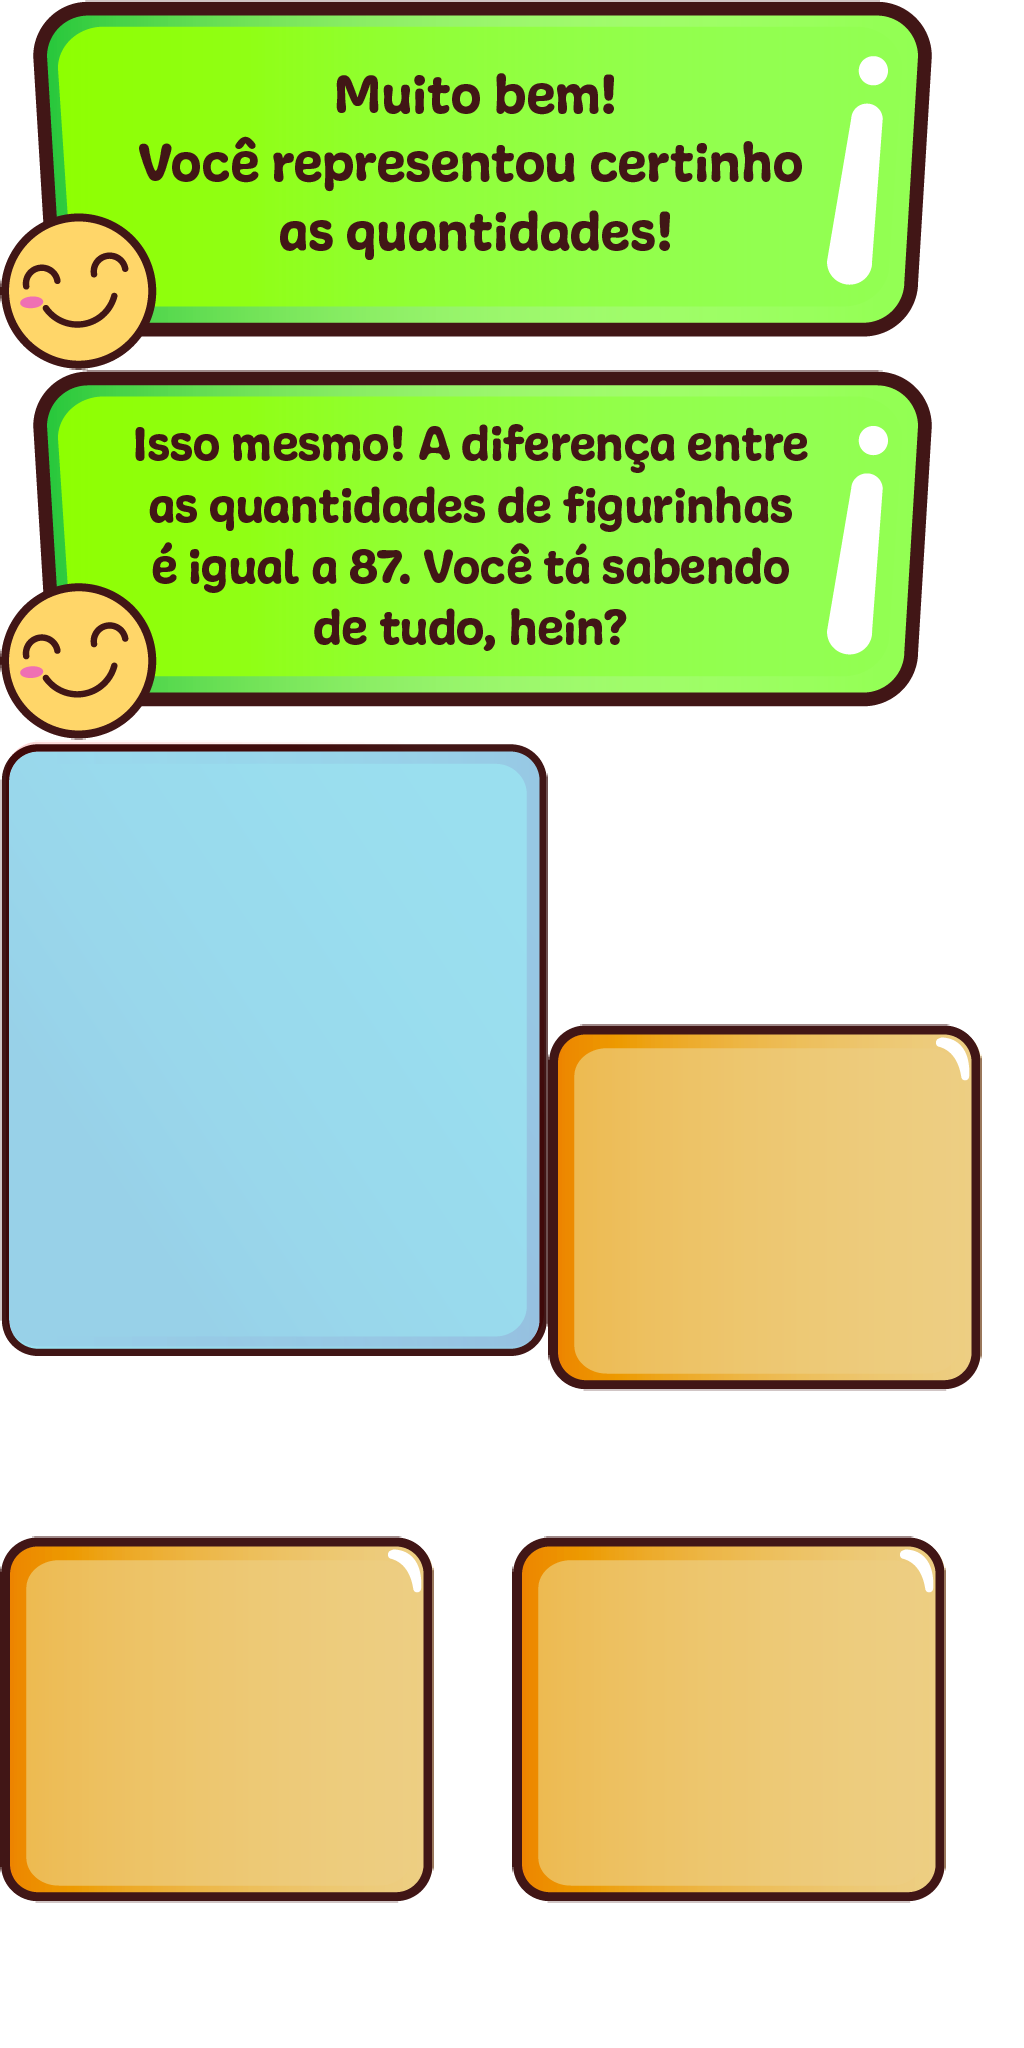 Muito bem!
Você representou certinho
as quantidades!
Isso mesmo! A diferença entre
as quantidades de figurinhas
é igual a 87. Você tá sabendo
de tudo, hein?